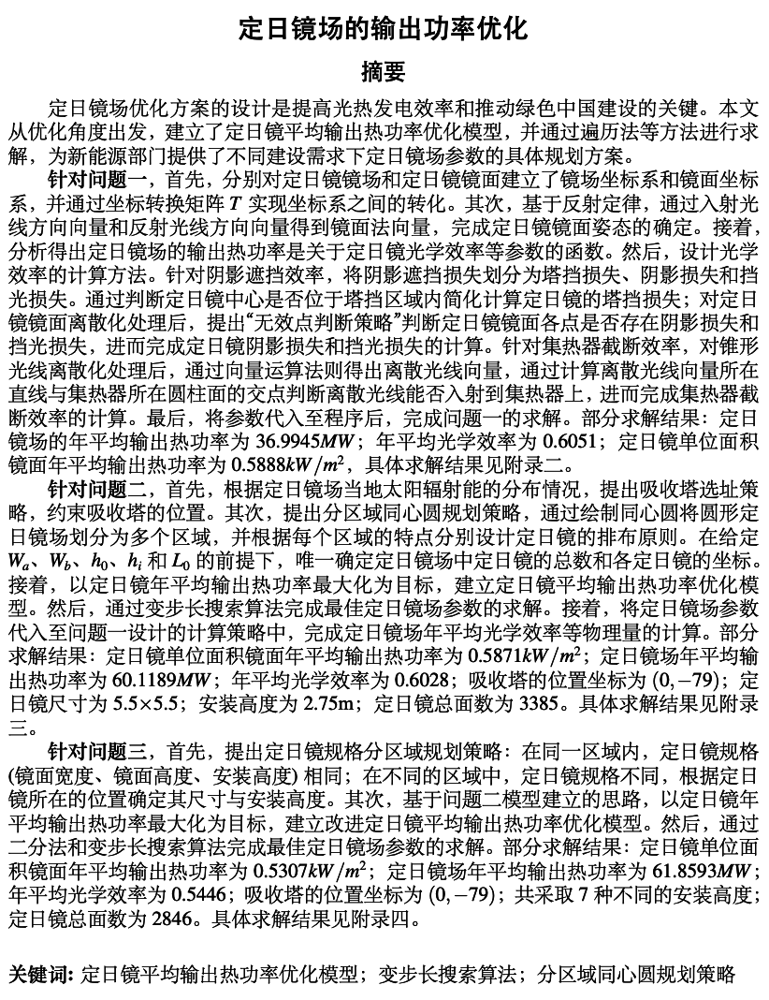 定日镜场的输出功率优化
摘要
定日镜场优化方案的设计是提高光热发电效率和推动绿色中国建设的关键。本文
从优化角度出发，建立了定日镜平均输出热功率优化模型，并通过遍历法等方法进行求
解，为新能源部门提供了不同建设需求下定日镜场参数的具体规划方案。
针对问题一，首先，分别对定日镜镜场和定日镜镜面建立了镜场坐标系和镜面坐标
系，并通过坐标转换矩阵 T 实现坐标系之间的转化。其次，基于反射定律，通过入射光
线方向向量和反射光线方向向量得到镜面法向量，完成定日镜镜面姿态的确定。接着，
分析得出定日镜场的输出热功率是关于定日镜光学效率等参数的函数。然后，设计光学
效率的计算方法。针对阴影遮挡效率，将阴影遮挡损失划分为塔挡损失、阴影损失和挡
光损失。通过判断定日镜中心是否位于塔挡区域内简化计算定日镜的塔挡损失；对定日
镜镜面离散化处理后，提出“无效点判断策略”判断定日镜镜面各点是否存在阴影损失和
挡光损失，进而完成定日镜阴影损失和挡光损失的计算。针对集热器截断效率，对锥形
光线离散化处理后，通过向量运算法则得出离散光线向量，通过计算离散光线向量所在
直线与集热器所在圆柱面的交点判断离散光线能否入射到集热器上，进而完成集热器截
断效率的计算。最后，将参数代入至程序后，完成问题一的求解。部分求解结果：定日
镜场的年平均输出热功率为 36.9945MW；年平均光学效率为 0.6051；定日镜单位面积
镜面年平均输出热功率为 0.5888kW/m²，具体求解结果见附录二。
针对问题二，首先，根据定日镜场当地太阳辐射能的分布情况，提出吸收塔选址策
略，约束吸收塔的位置。其次，提出分区域同心圆规划策略，通过绘制同心圆将圆形定
日镜场划分为多个区域，并根据每个区域的特点分别设计定日镜的排布原则。在给定
Wₐ、W_b、h₀、hᵢ 和 L₀ 的前提下，唯一确定定日镜场中定日镜的总数和各定日镜的坐标。
接着，以定日镜年平均输出热功率最大化为目标，建立定日镜平均输出热功率优化模
型。然后，通过变步长搜索算法完成最佳定日镜场参数的求解。接着，将定日镜场参数
代入至问题一设计的计算策略中，完成定日镜场年平均光学效率等物理量的计算。部分
求解结果：定日镜单位面积镜面年平均输出热功率为 0.5871kW/m²；定日镜场年平均输
出热功率为 60.1189MW；年平均光学效率为 0.6028；吸收塔的位置坐标为 (0,−79)；定
日镜尺寸为 5.5×5.5；安装高度为 2.75m；定日镜总面数为 3385。具体求解结果见附录
三。
针对问题三，首先，提出定日镜规格分区域规划策略：在同一区域内，定日镜规格
(镜面宽度、镜面高度、安装高度) 相同；在不同的区域中，定日镜规格不同，根据定日
镜所在的位置确定其尺寸与安装高度。其次，基于问题二模型建立的思路，以定日镜年
平均输出热功率最大化为目标，建立改进定日镜平均输出热功率优化模型。然后，通过
二分法和变步长搜索算法完成最佳定日镜场参数的求解。部分求解结果：定日镜单位面
积镜面年平均输出热功率为 0.5307kW/m²；定日镜场年平均输出热功率为 61.8593MW；
年平均光学效率为 0.5446；吸收塔的位置坐标为 (0,−79)；共采取 7 种不同的安装高度；
定日镜总面数为 2846。具体求解结果见附录四。
关键词: 定日镜平均输出热功率优化模型；变步长搜索算法；分区域同心圆规划策略